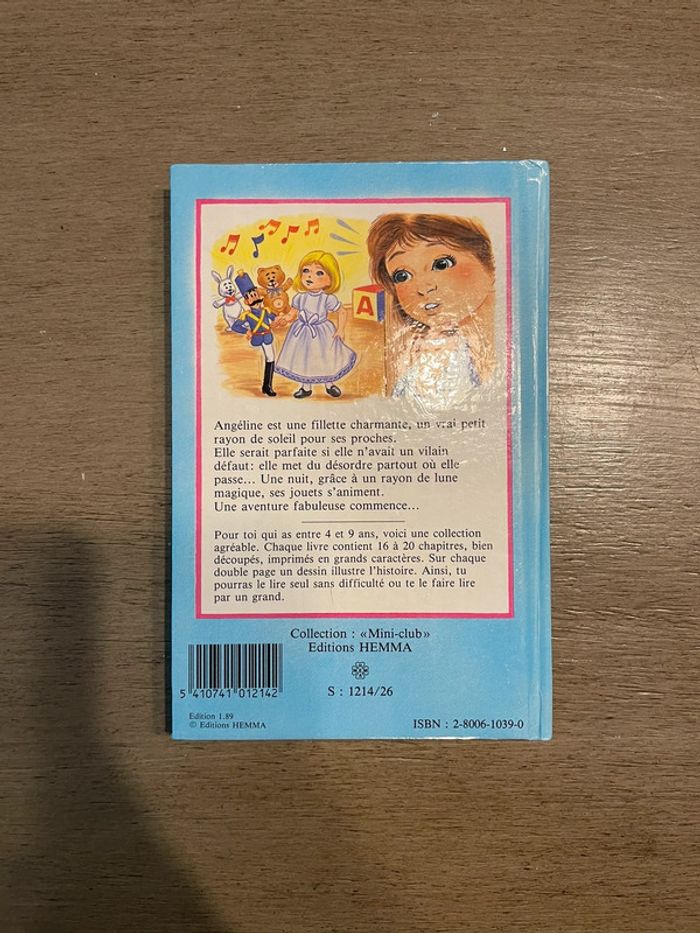 A
Angéline est une fillette charmante, un vrai petit
rayon de soleil pour ses proches.
Elle serait parfaite si elle n'avait un vilain
défaut: elle met du désordre partout où elle
passe... Une nuit, grâce à un rayon de lune
magique, ses jouets s'animent.
Une aventure fabuleuse commence...
Pour toi qui as entre 4 et 9 ans, voici une collection
agréable. Chaque livre contient 16 à 20 chapitres, bien
découpés, imprimés en grands caractères. Sur chaque
double page un dessin illustre l'histoire. Ainsi, tu
pourras le lire seul sans difficulté ou te le faire lire
par un grand.
Collection : «Mini-club»
Editions HEMMA
5 410741 012142
S : 1214/26
Edition 1.89
© Editions HEMMA
ISBN : 2-8006-1039-0